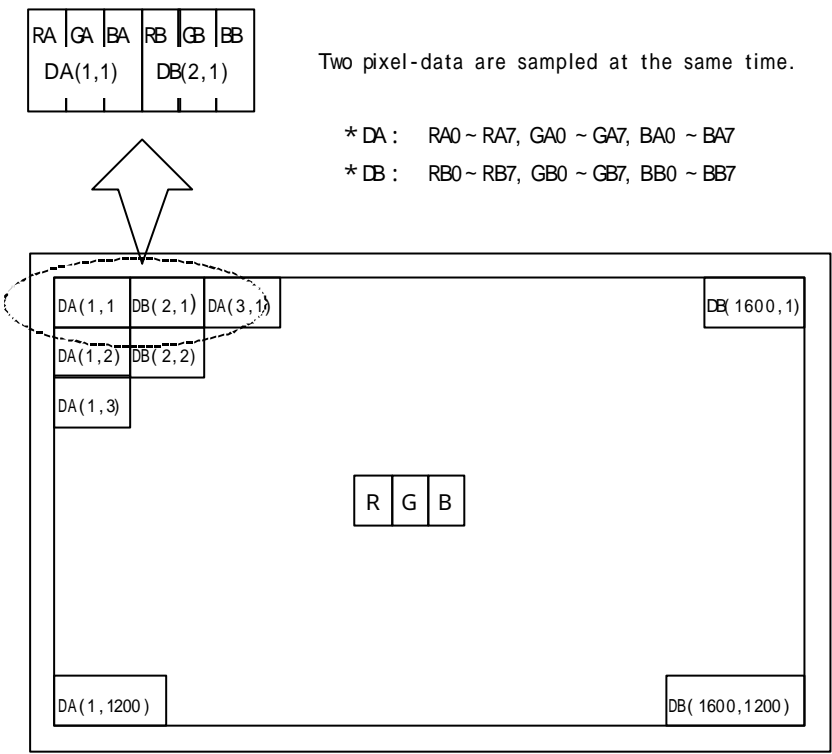 RA GA BA RB GB BB
DA(1,1) DB(2,1)
Two pixel-data are sampled at the same time.
*DA: RA0~RA7, GA0~GA7, BA0~BA7
*DB: RB0~RB7, GB0~GB7, BB0~BB7
DA(1,1 DB(2,1) DA(3,1) DB(1600,1)
DA(1,2) DB(2,2)
DA(1,3)
R G B
DA(1,1200) DB(1600,1200)